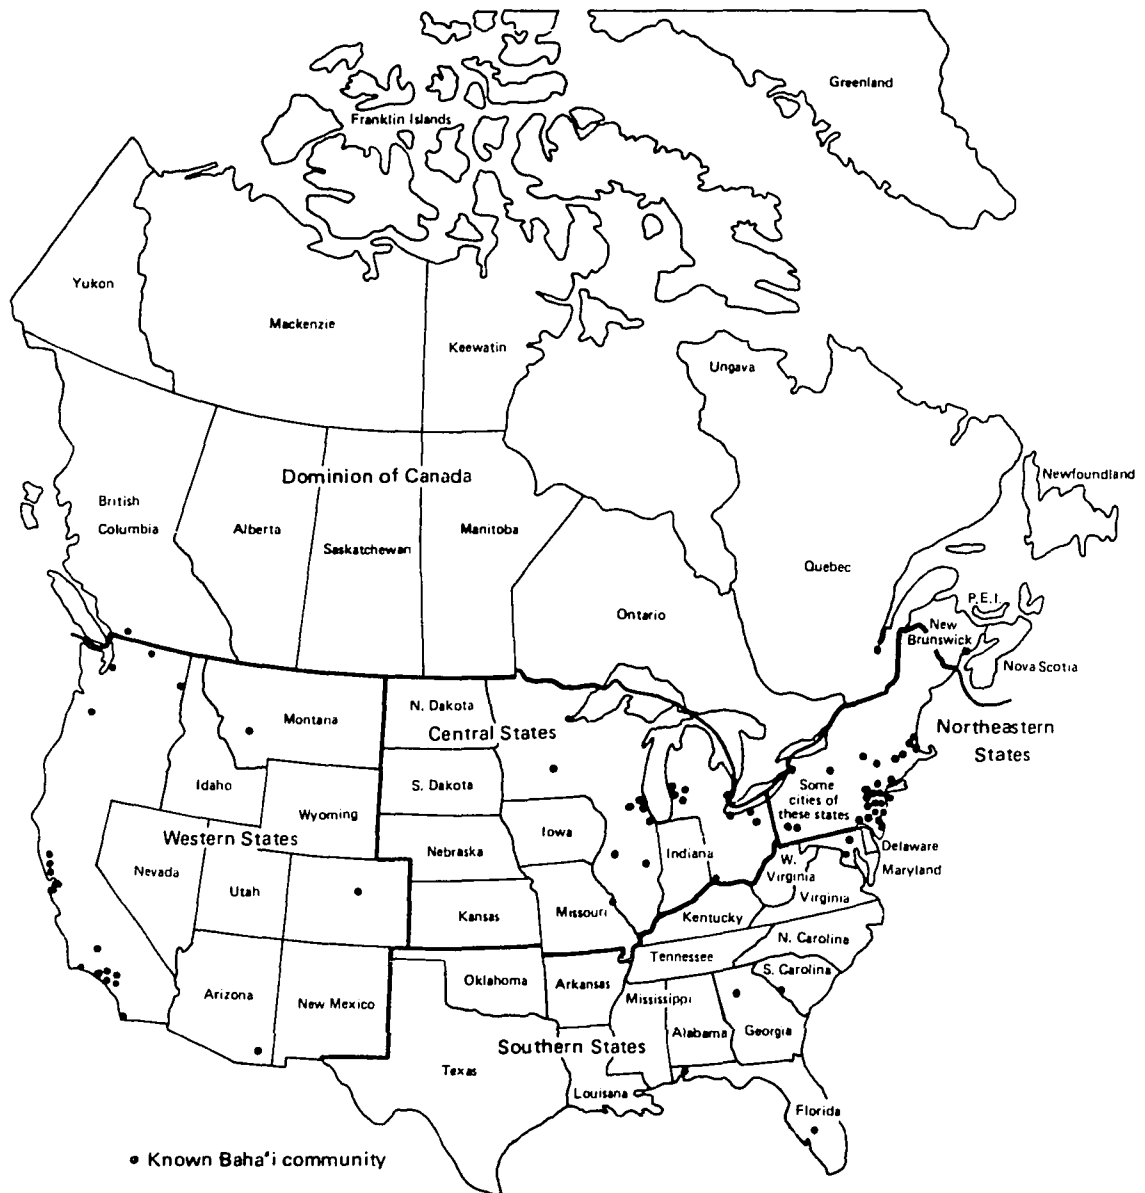 Greenland
Franklin Islands
Yukon
Mackenzie
Keewatin
Ungava
Dominion of Canada
Newfoundland
British
Columbia
Alberta
Saskatchewan
Manitoba
Quebec
Ontario
P.E.I.
New
Brunswick
Nova Scotia
N. Dakota
Montana
Central States
Northeastern
States
Idaho
S. Dakota
Some
cities of
these states
Wyoming
Western States
Iowa
Nebraska
Indiana
Delaware
Maryland
Nevada
Utah
W.
Virginia
Virginia
Kansas
Missouri
Kentucky
N. Carolina
Tennessee
S. Carolina
Oklahoma
Arkansas
Arizona
New Mexico
Mississippi
Alabama
Georgia
Southern States
Texas
Louisana
Florida
Known Baha'i community